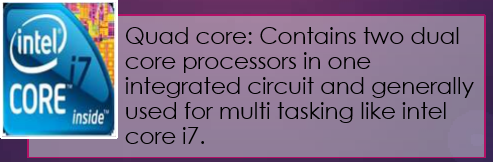 intel)
i7
CORE
inside™
Quad core: Contains two dual
core processors in one
integrated circuit and generally
used for multi tasking like intel
core i7.